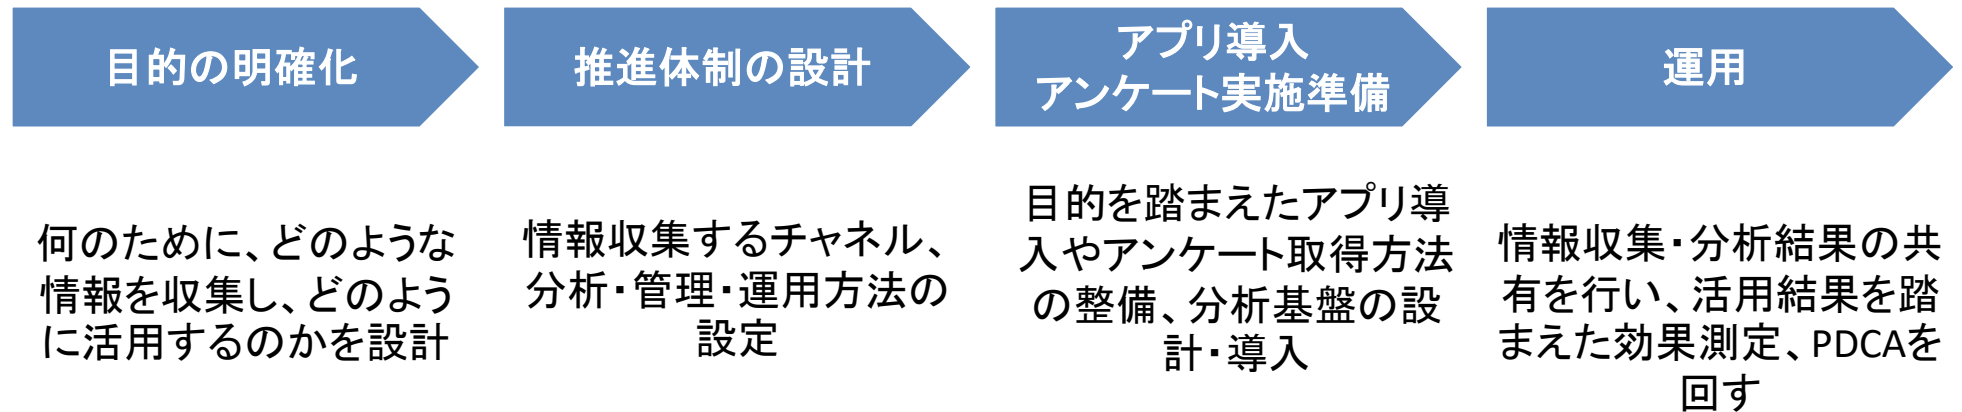 目的の明確化
推進体制の設計
アプリ導入
アンケート実施準備
運用
何のために、どのような
情報を収集し、どのよう
に活用するのかを設計
情報収集するチャネル、
分析・管理・運用方法の
設定
目的を踏まえたアプリ導
入やアンケート取得方法
の整備、分析基盤の設
計・導入
情報収集・分析結果の共
有を行い、活用結果を踏
まえた効果測定、PDCAを
回す